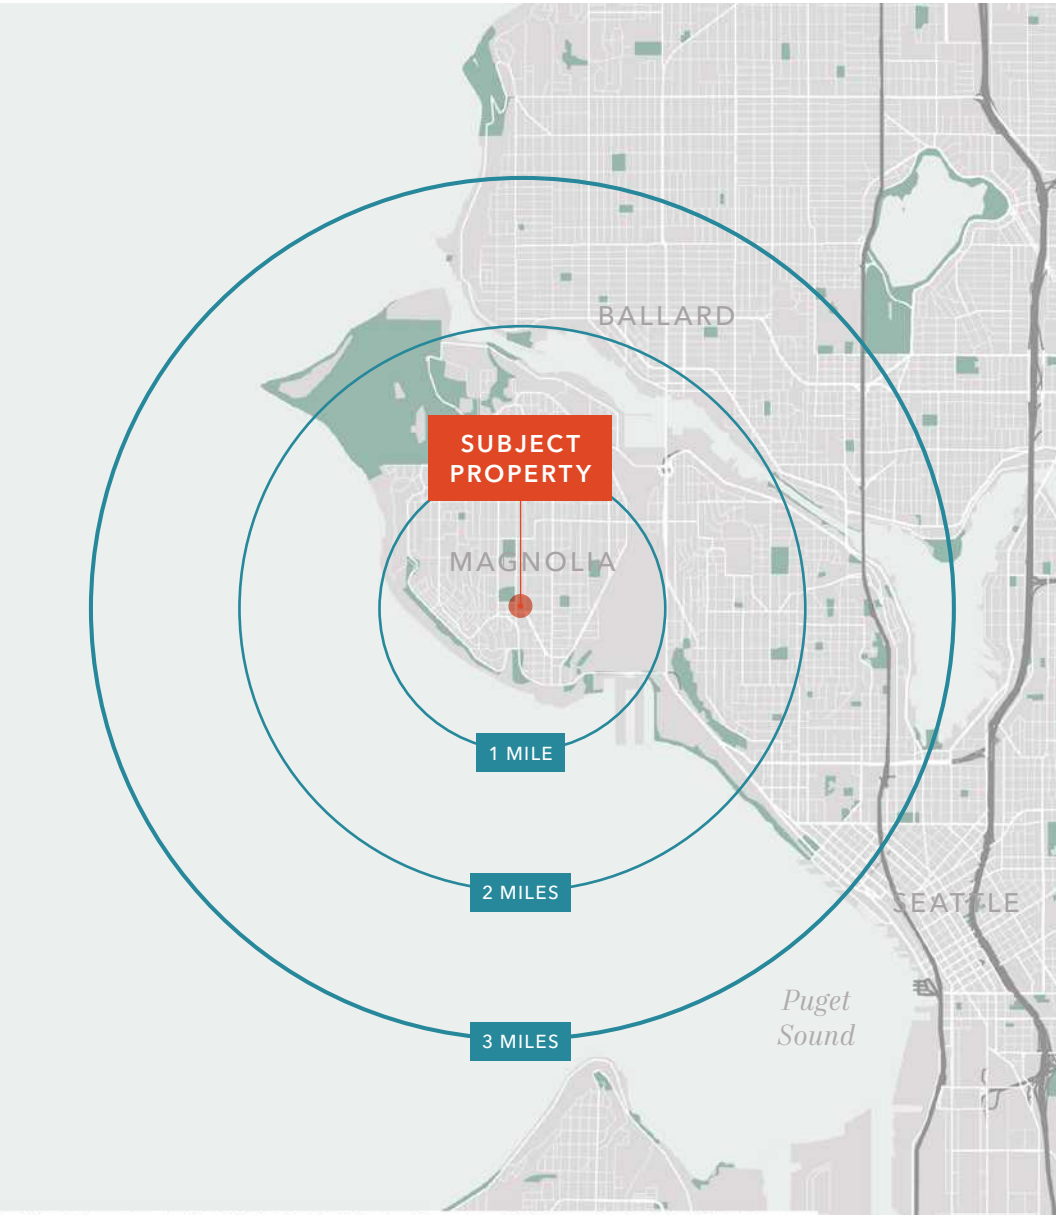 BALLARD
SUBJECT
PROPERTY
MAGNOLIA
1 MILE
2 MILES
SEATTLE
Puget
Sound
3 MILES